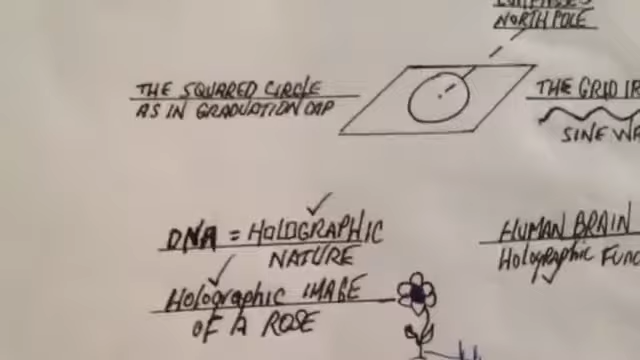 NORTH POLE
THE SQUARED CIRCLE
AS IN GRADUATION CAP
THE GRID
SINE
DNA = HOLOGRAPHIC
NATURE
HUMAN BRAIN
Holographic
Holographic IMAGE
OF A ROSE